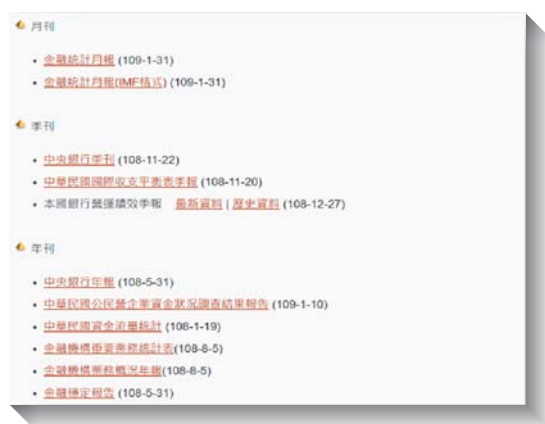 月刊
金融統計月報 (109-1-31)
金融統計月報(IMF格式) (109-1-31)
季刊
中央銀行季刊 (108-11-22)
中華民國國際收支平衡表季報 (108-11-20)
本國銀行營運績效季報 最新資料 | 歷史資料 (108-12-27)
年刊
中央銀行年報 (108-5-31)
中華民國公民營企業資金狀況調查結果報告 (109-1-10)
中華民國資金流量統計 (108-1-19)
金融機構重要業務統計表(108-8-5)
金融機構業務概況年報(108-8-5)
金融穩定報告 (108-5-31)